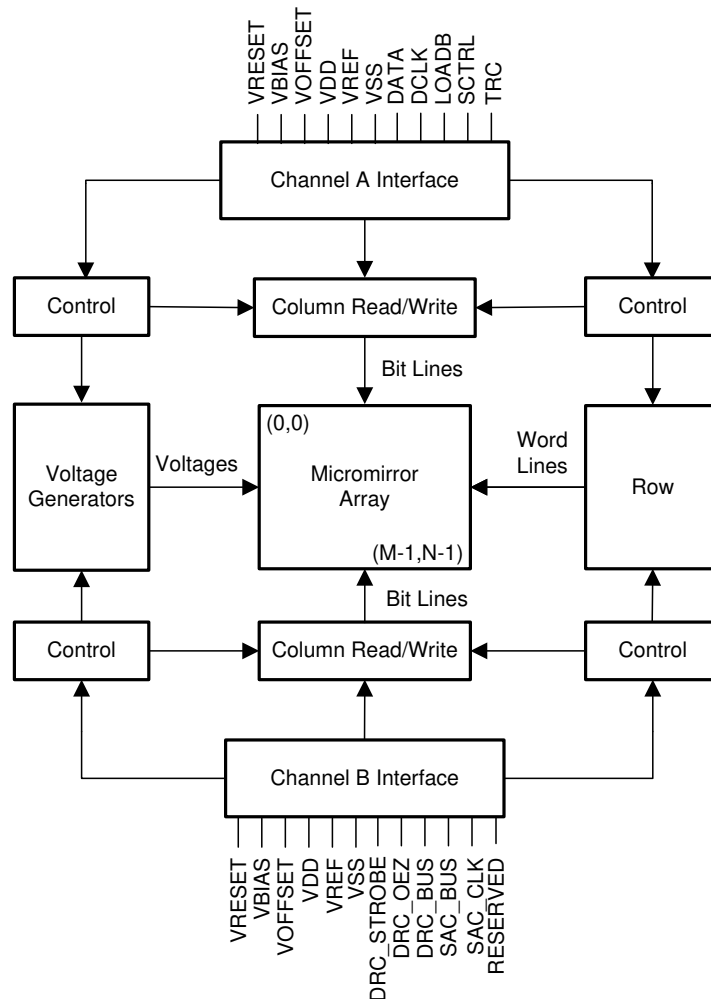 VRESET
VBIAS
VOFFSET
VDD
VREF
VSS
DATA
DCLK
LOADB
SCTRL
TRC
Channel A Interface
Control
Column Read/Write
Control
Bit Lines
(0,0)
Voltage
Generators
Voltages
Micromirror
Array
Word
Lines
Row
(M-1,N-1)
Bit Lines
Control
Column Read/Write
Control
Channel B Interface
VRESET
VBIAS
VOFFSET
VDD
VREF
VSS
DRC_STROBE
DRC_OEZ
DRC_BUS
SAC_BUS
SAC_CLK
RESERVED